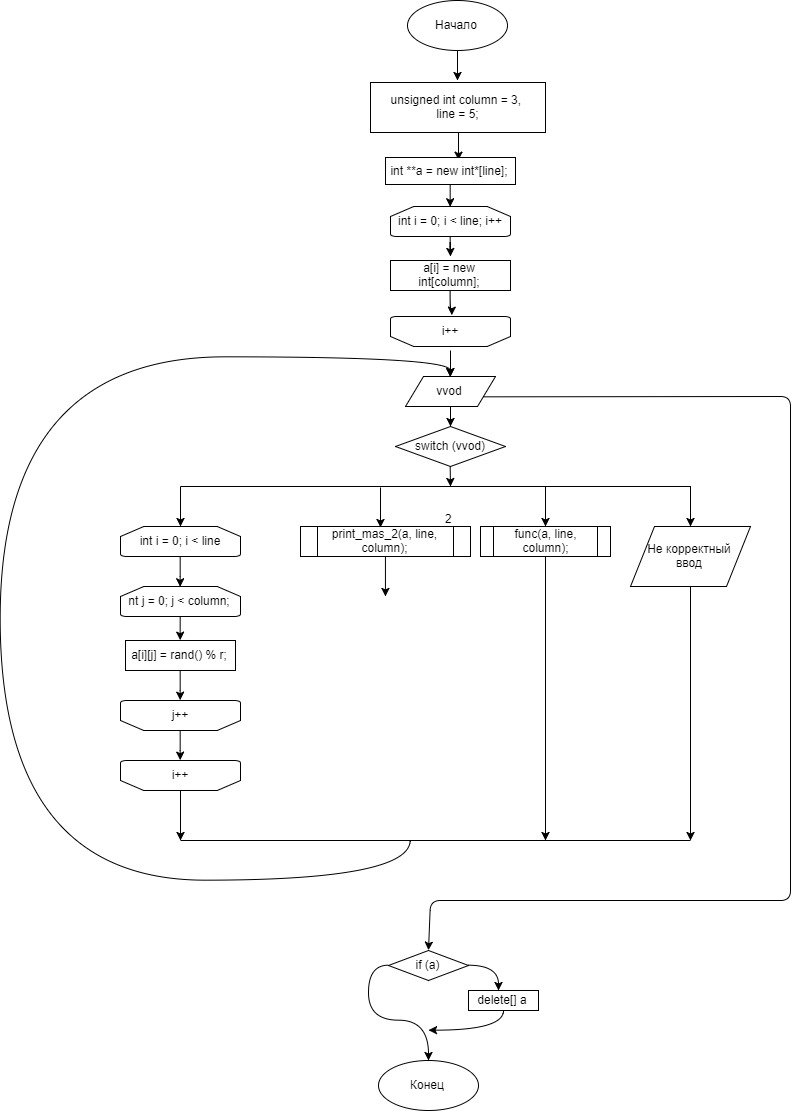 Начало
unsigned int column = 3,
line = 5;
int **a = new int*[line];
int i = 0; i < line; i++
a[i] = new
int[column];
i++
vvod
switch (vvod)
int i = 0; i < line
nt j = 0; j < column;
a[i][j] = rand() % r;
j++
i++
2
print_mas_2(a, line,
column);
func(a, line,
column);
Не корректный
ввод
if (a)
delete[] a
Конец